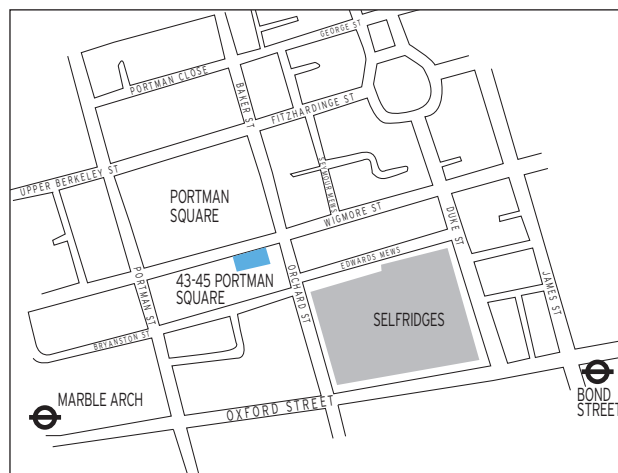 GEORGE ST
PORTMAN CLOSE
BAKER ST
FITZHARDINGE ST
UPPER BERKELEY ST
SEYMOUR MEWS
PORTMAN
SQUARE
WIGMORE ST
DUKE ST
EDWARDS MEWS
43-45 PORTMAN
SQUARE
PORTMAN ST
ORCHARD ST
JAMES ST
SELFRIDGES
BRYANSTON ST
MARBLE ARCH
OXFORD STREET
BOND
STREET